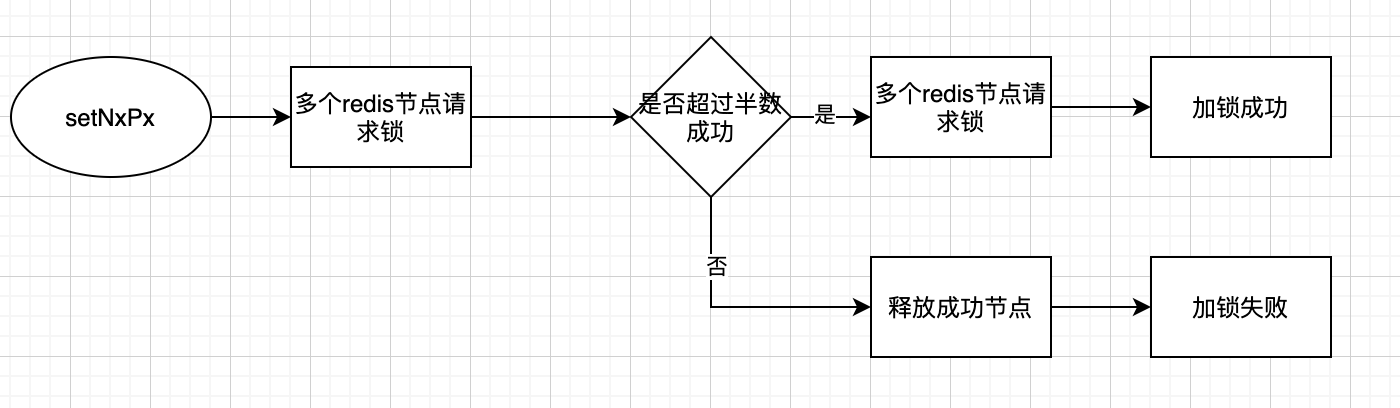 setNxPx
多个redis节点请
求锁
是否超过半数
成功
是
多个redis节点请
求锁
加锁成功
否
释放成功节点
加锁失败